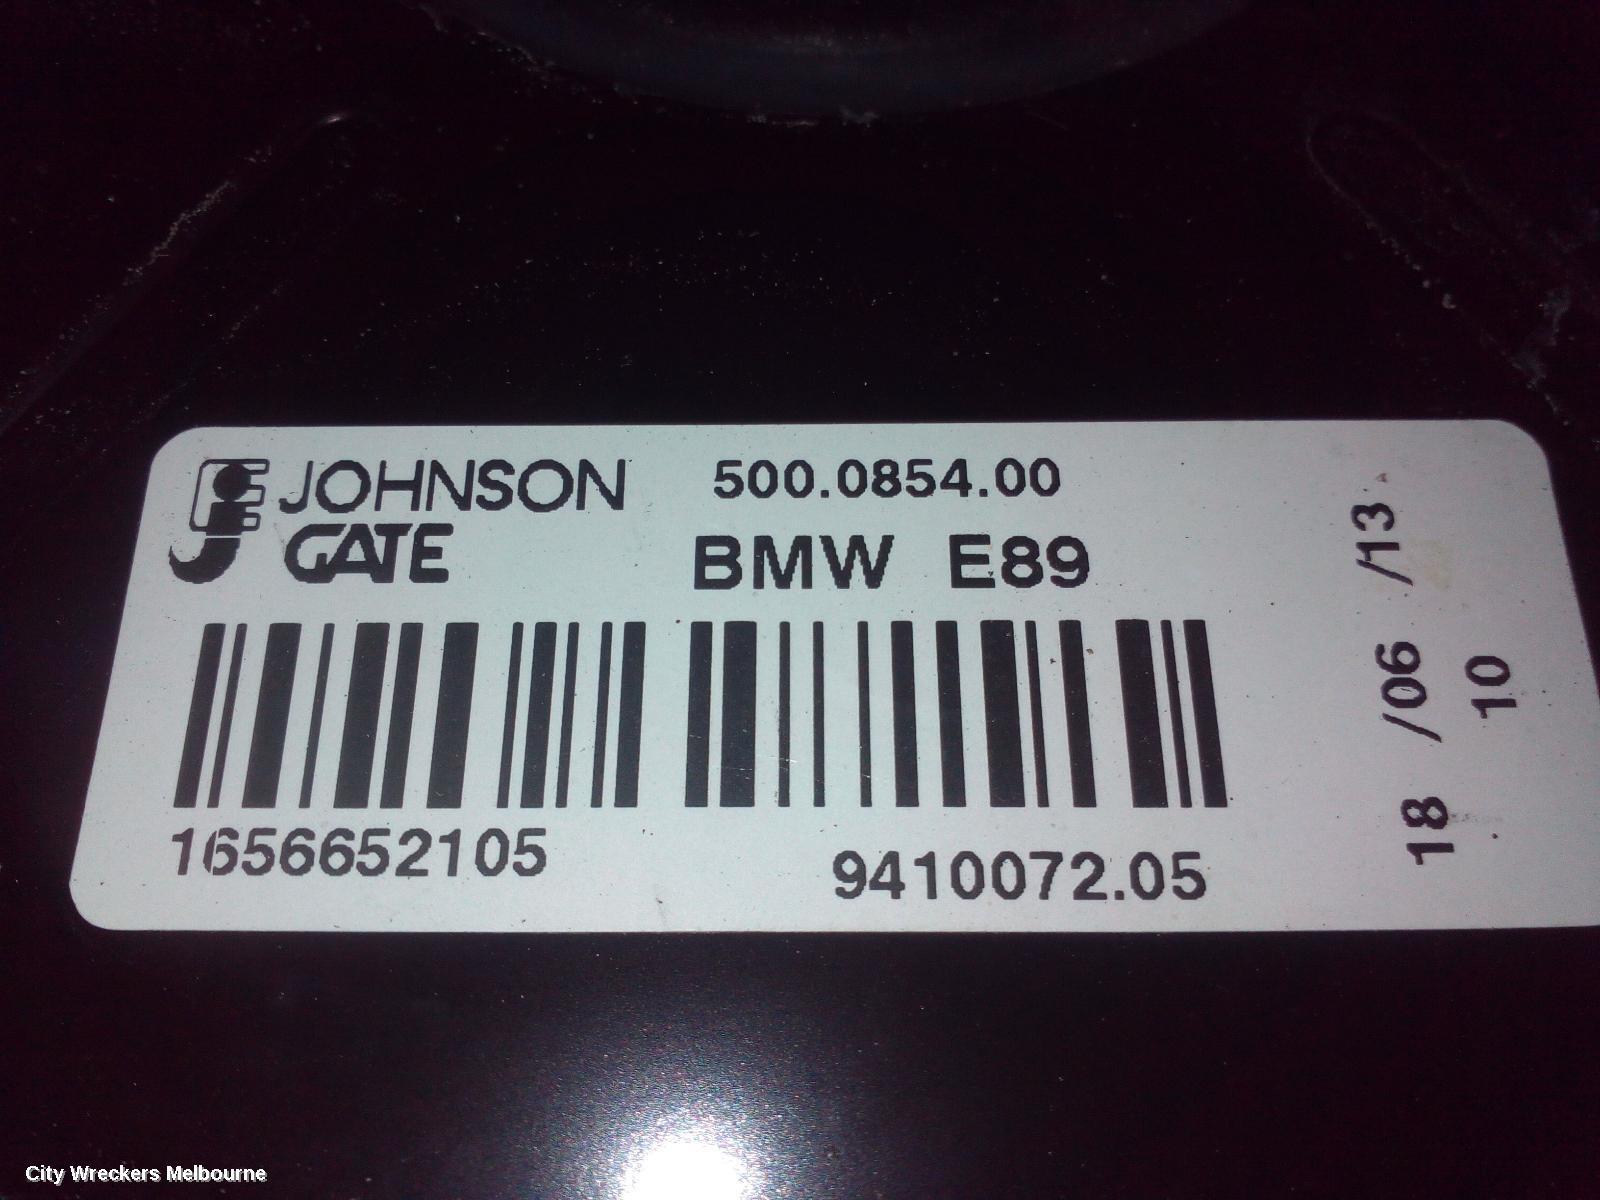 JOHNSON
GATE
500.0854.00
BMW E89
1656652105
9410072.05
18 /06 /13
10
City Wreckers Melbourne